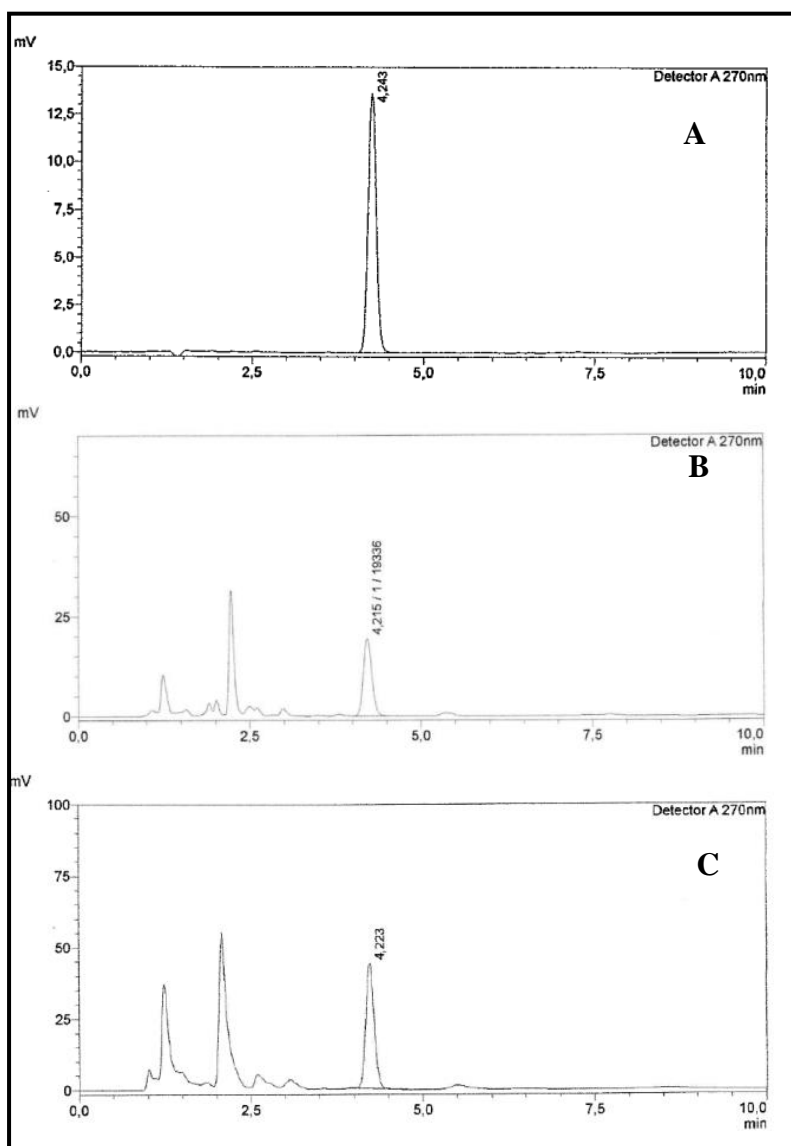 mV
15,0
Detector A 270nm
4,243
A
12,5
10,0
7,5
5,0
2,5
0,0
0,0 2,5 5,0 7,5 10,0
min
mV
Detector A 270nm
B
50
4,215 / 1 / 19336
25
0
0,0 2,5 5,0 7,5 10,0
min
mV
100
Detector A 270nm
C
75
4,223
50
25
0
0,0 2,5 5,0 7,5 10,0
min